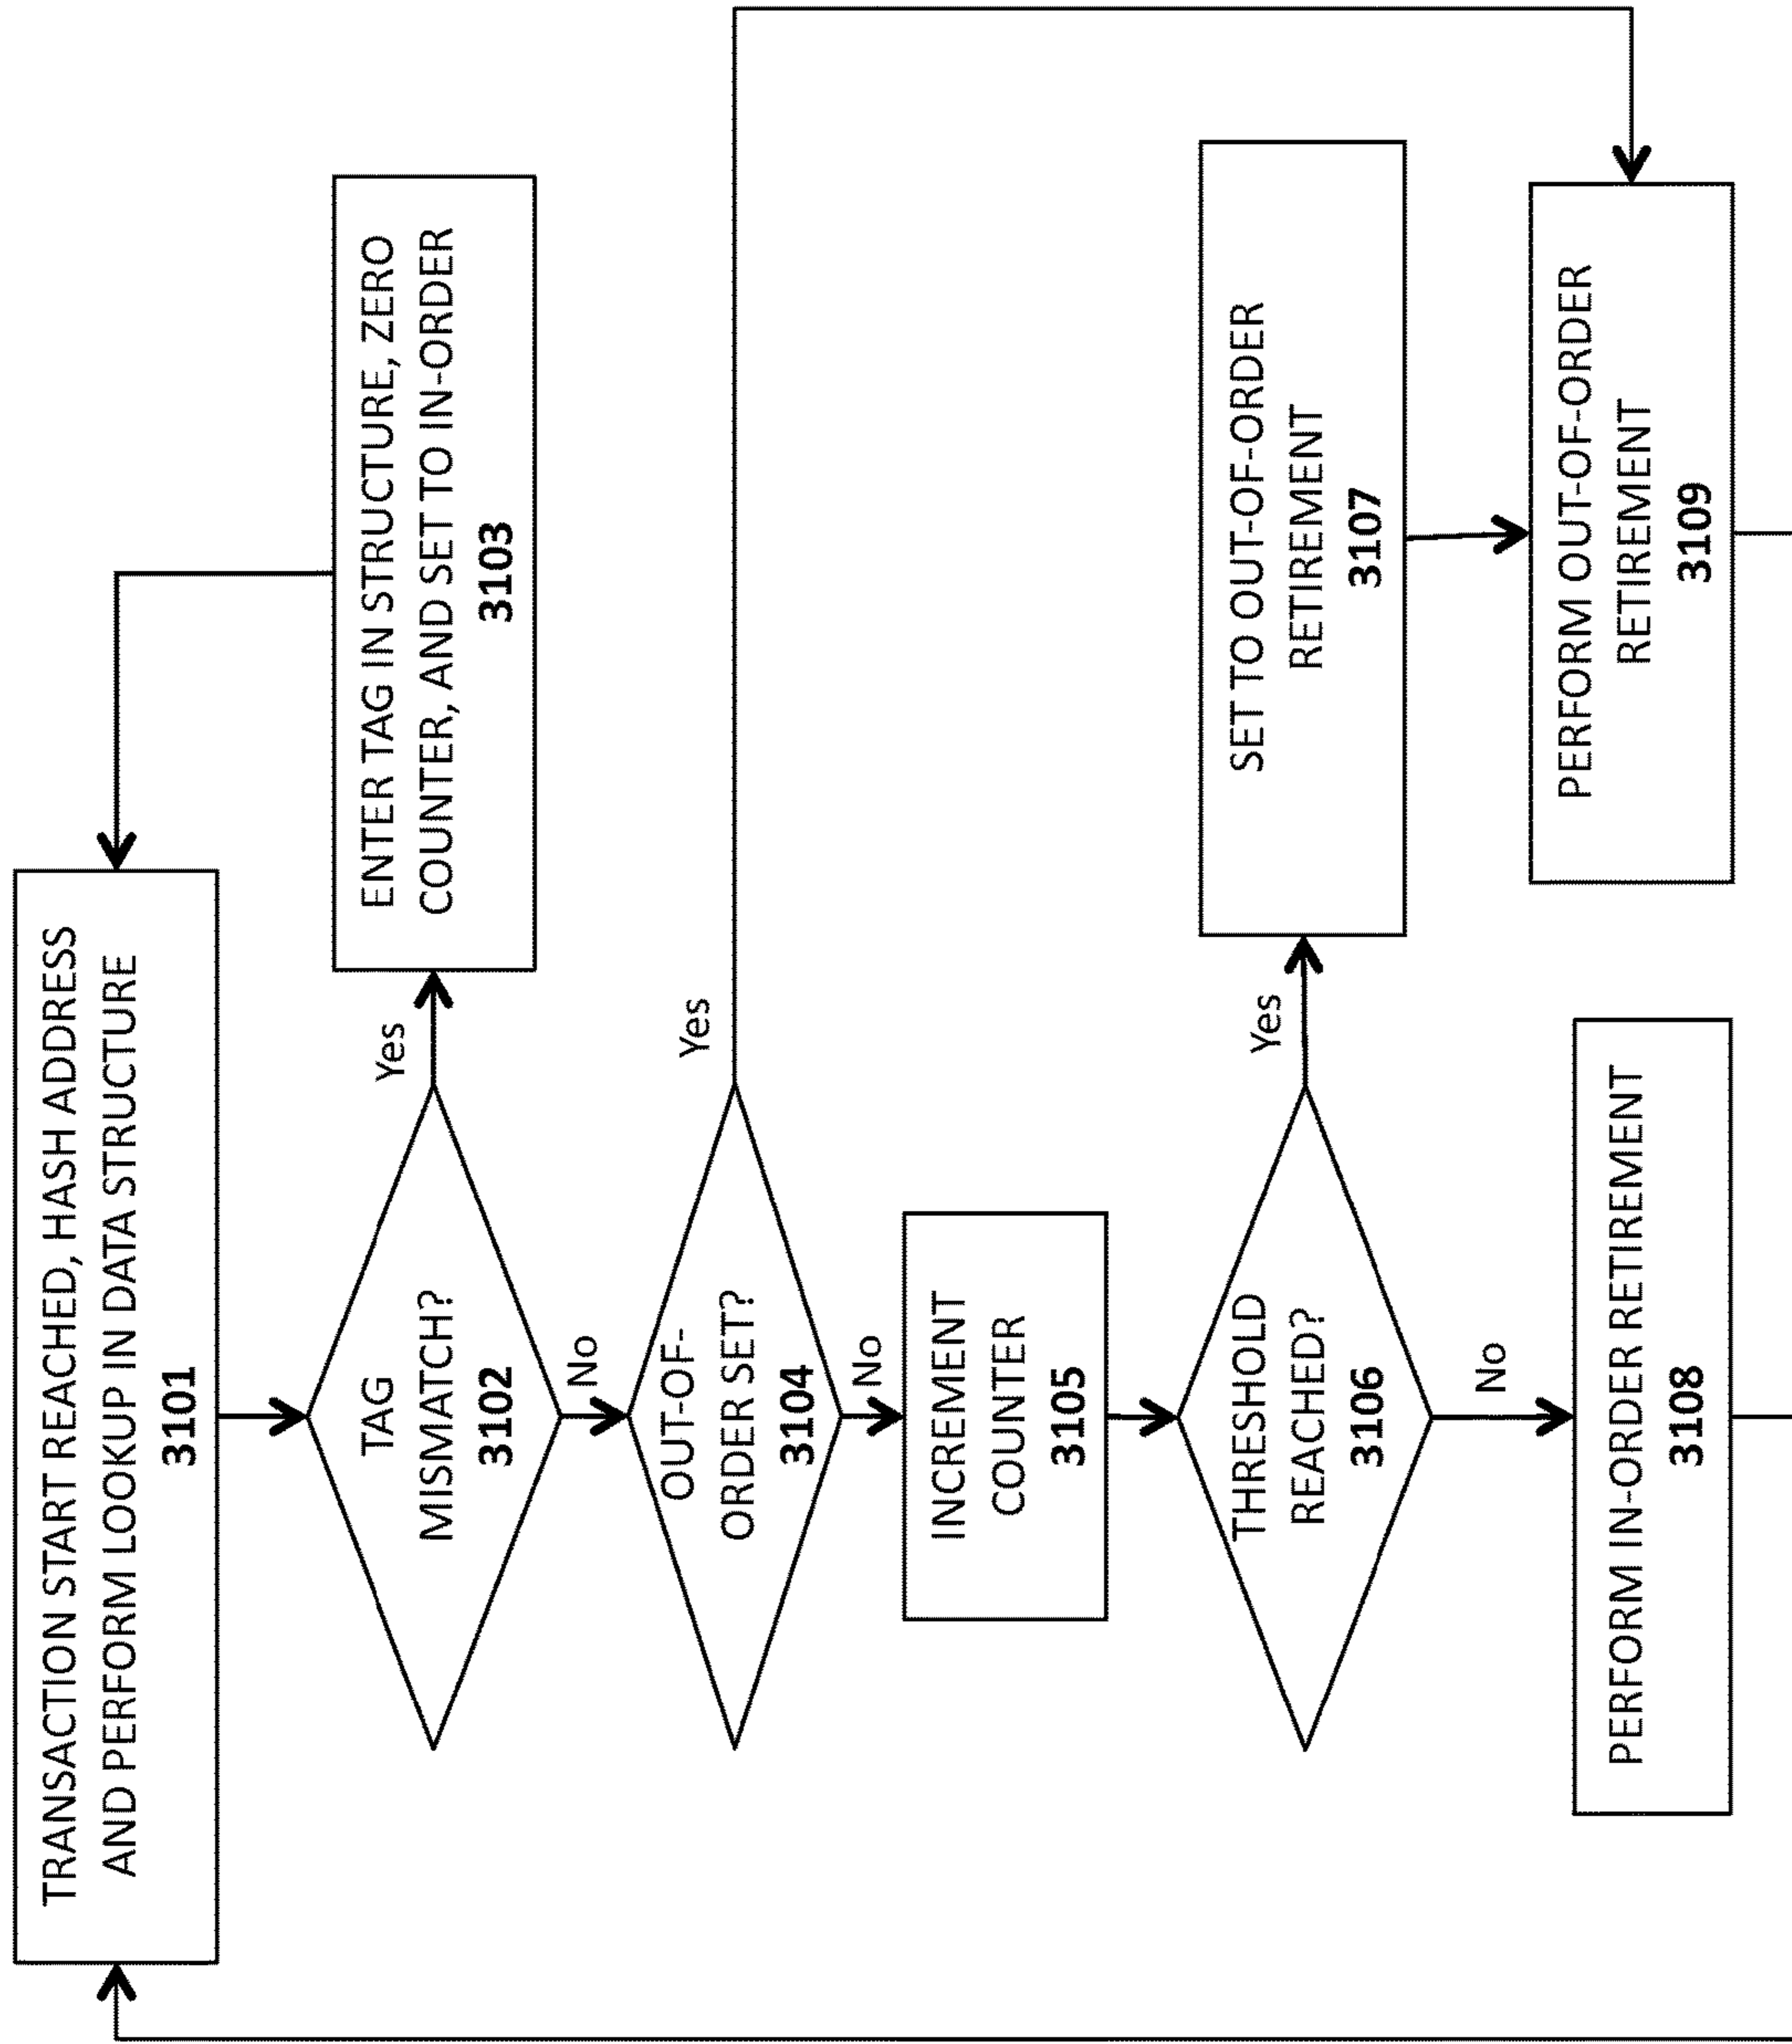 TRANSACTION START REACHED, HASH ADDRESS
AND PERFORM LOOKUP IN DATA STRUCTURE
3101
TAG
MISMATCH?
3102
Yes
No
ENTER TAG IN STRUCTURE, ZERO
COUNTER, AND SET TO IN-ORDER
3103
OUT-OF-
ORDER SET?
3104
Yes
No
INCREMENT
COUNTER
3105
THRESHOLD
REACHED?
3106
Yes
No
SET TO OUT-OF-ORDER
RETIREMENT
3107
PERFORM IN-ORDER RETIREMENT
3108
PERFORM OUT-OF-ORDER
RETIREMENT
3109